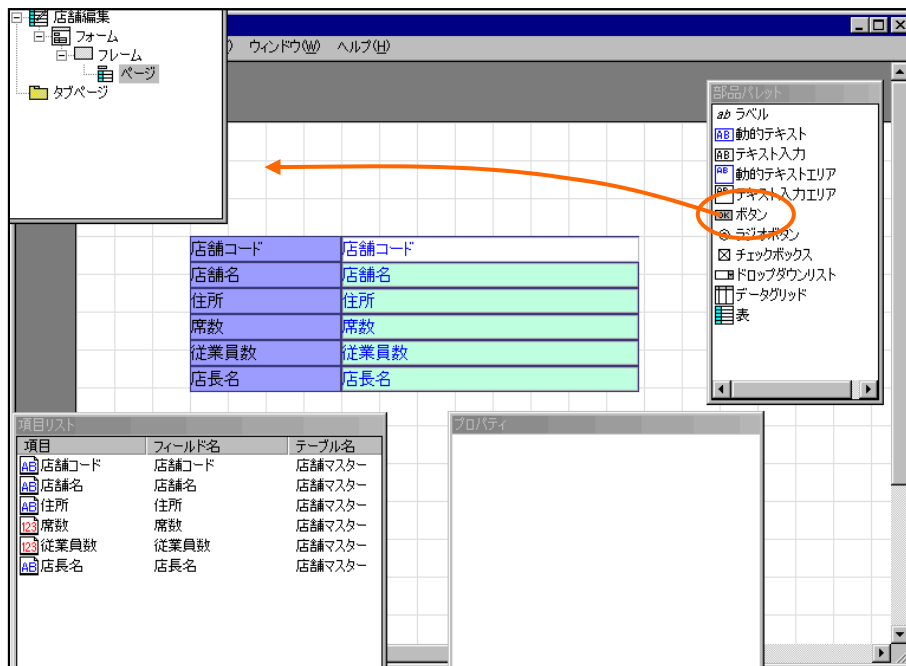 店舗編集
フォーム
フレーム
ページ
タブページ
ウィンドウ(W) ヘルプ(H)
部品パレット
ab ラベル
AB 動的テキスト
AB テキスト入力
AB 動的テキストエリア
AB テキスト入力エリア
OK ボタン
ラジオボタン
チェックボックス
ドロップダウンリスト
データグリッド
表
店舗コード 店舗コード
店舗名 店舗名
住所 住所
席数 席数
従業員数 従業員数
店長名 店長名
項目リスト
項目 フィールド名 テーブル名
AB 店舗コード 店舗コード 店舗マスター
AB 店舗名 店舗名 店舗マスター
AB 住所 住所 店舗マスター
123 席数 席数 店舗マスター
123 従業員数 従業員数 店舗マスター
AB 店長名 店長名 店舗マスター
プロパティ